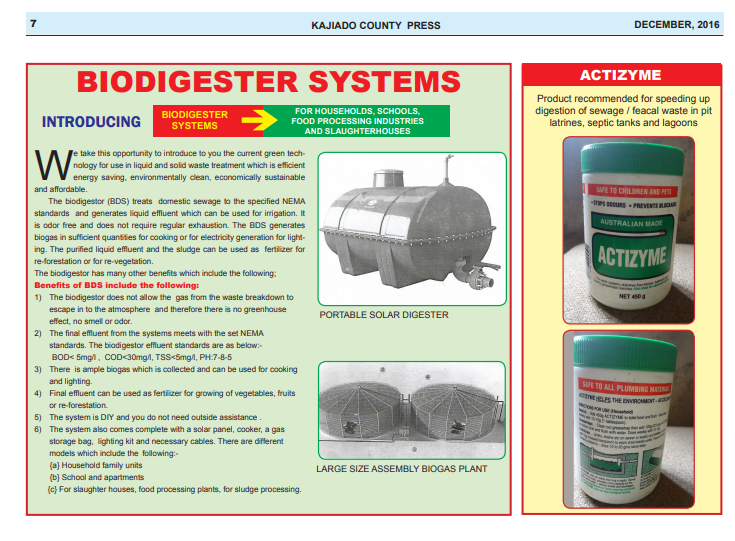 7
KAJIADO COUNTY PRESS
DECEMBER, 2016
BIODIGESTER SYSTEMS
INTRODUCING
BIODIGESTER
SYSTEMS
FOR HOUSEHOLDS, SCHOOLS,
FOOD PROCESSING INDUSTRIES
AND SLAUGHTERHOUSES
We take this opportunity to introduce to you the current green tech-
nology for use in liquid and solid waste treatment which is efficient
energy saving, environmentally clean, economically sustainable
and affordable.
The biodigestor (BDS) treats domestic sewage to the specified NEMA
standards and generates liquid effluent which can be used for irrigation. It
is odor free and does not require regular exhaustion. The BDS generates
biogas in sufficient quantities for cooking or for electricity generation for light-
ing. The purified liquid effluent and the sludge can be used as fertilizer for
re-forestation or for re-vegetation.
The biodigestor has many other benefits which include the following;
Benefits of BDS include the following:
1) The biodigestor does not allow the gas from the waste breakdown to
escape in to the atmosphere and therefore there is no greenhouse
effect, no smell or odor.
2) The final effluent from the systems meets with the set NEMA
standards. The biodigestor effluent standards are as below:-
BOD< 5mg/l , COD<30mg/l, TSS<5mg/l, PH:7-8-5
3) There is ample biogas which is collected and can be used for cooking
and lighting.
4) Final effluent can be used as fertilizer for growing of vegetables, fruits
or re-forestation.
5) The system is DIY and you do not need outside assistance .
6) The system also comes complete with a solar panel, cooker, a gas
storage bag, lighting kit and necessary cables. There are different
models which include the following:-
{a} Household family units
{b} School and apartments
{c} For slaughter houses, food processing plants, for sludge processing.
PORTABLE SOLAR DIGESTER
LARGE SIZE ASSEMBLY BIOGAS PLANT
ACTIZYME
Product recommended for speeding up
digestion of sewage / feacal waste in pit
latrines, septic tanks and lagoons
SAFE TO CHILDREN AND PETS
STOPS ODOURS • PREVENTS BLOCKAGE
AUSTRALIAN MADE
ACTIZYME
NET 450 g
SAFE TO ALL PLUMBING MATERIAL
ACTIZYME HELPS THE ENVIRONMENT
DIRECTIONS FOR USE (Household)